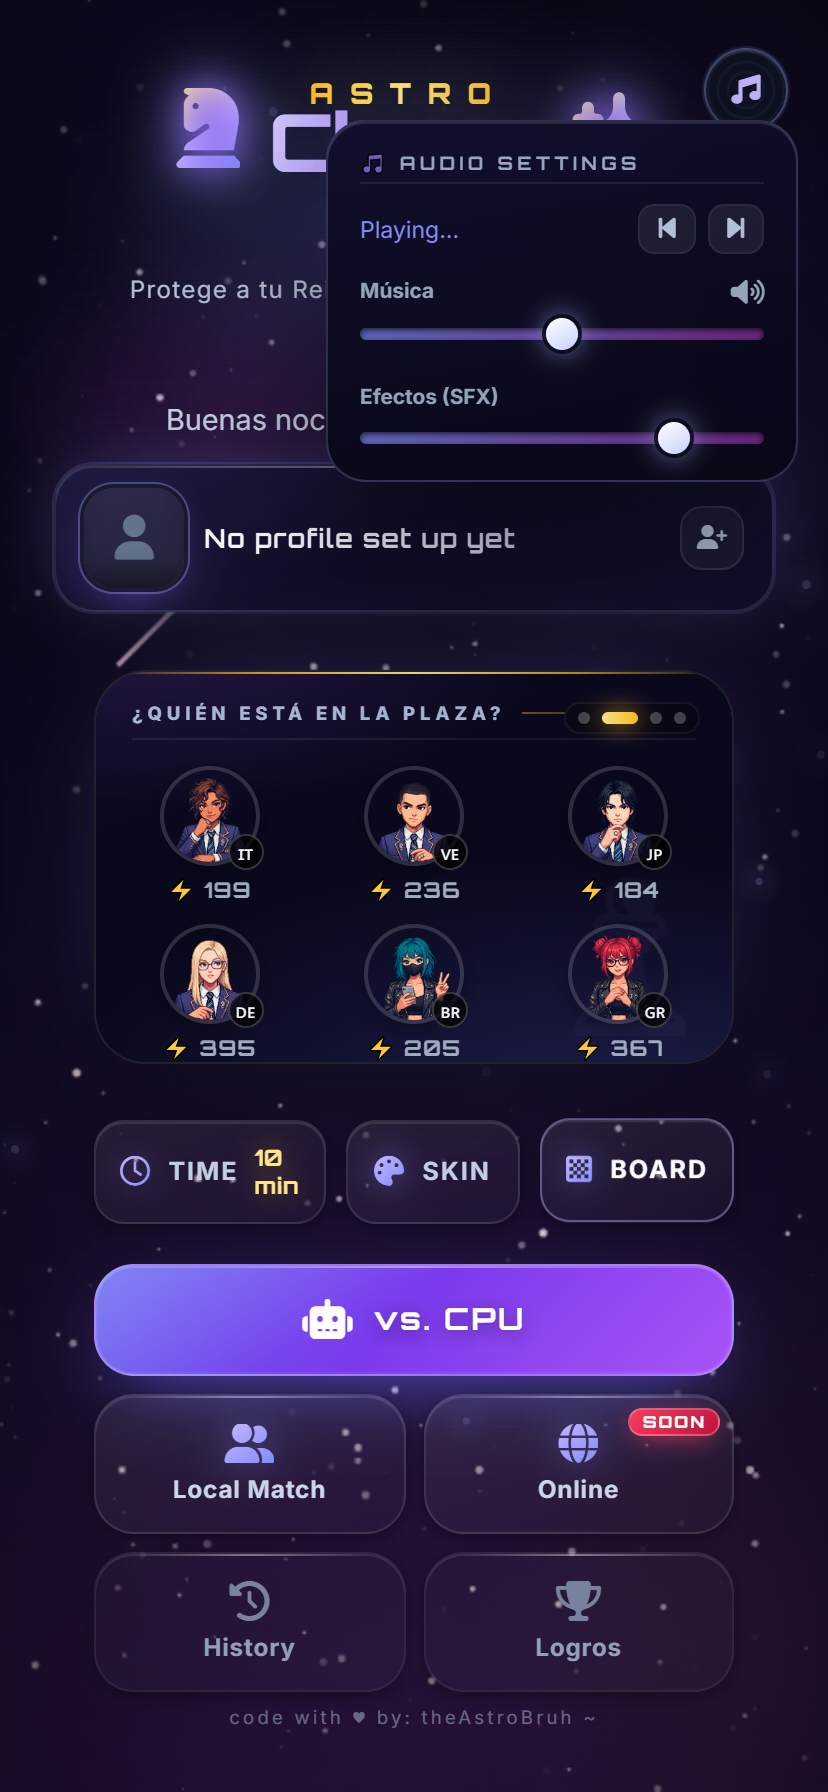 ASTRO
AUDIO SETTINGS
Playing...
Protege a tu
Música
Efectos (SFX)
Buenas
No profile set up yet
¿QUIÉN ESTÁ EN LA PLAZA?
IT
VE
JP
199
236
184
DE
BR
GR
395
205
367
TIME 10 min
SKIN
BOARD
vs. CPU
SOON
Local Match
Online
History
Logros
code with ♥ by: theAstroBruh ~